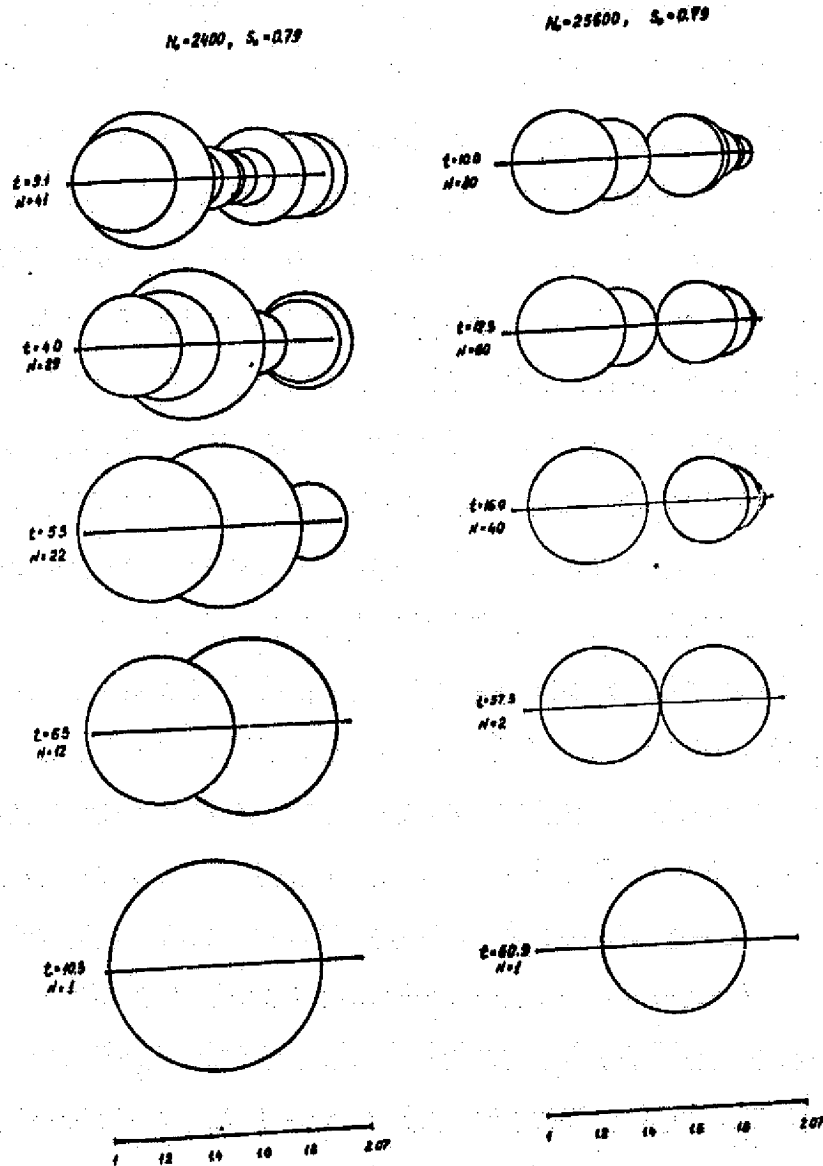 N₀=2400, S₀=0.79
t=3.1
N=41
t=4.0
N=29
t=5.3
N=22
t=6.5
N=12
t=10.3
N=1
1 1.2 1.4 1.6 1.8 2.07
N₀=25600, S₀=0.79
t=10.0
N=80
t=12.5
N=60
t=16.0
N=40
t=37.5
N=2
t=60.9
N=1
1 1.2 1.4 1.6 1.8 2.07